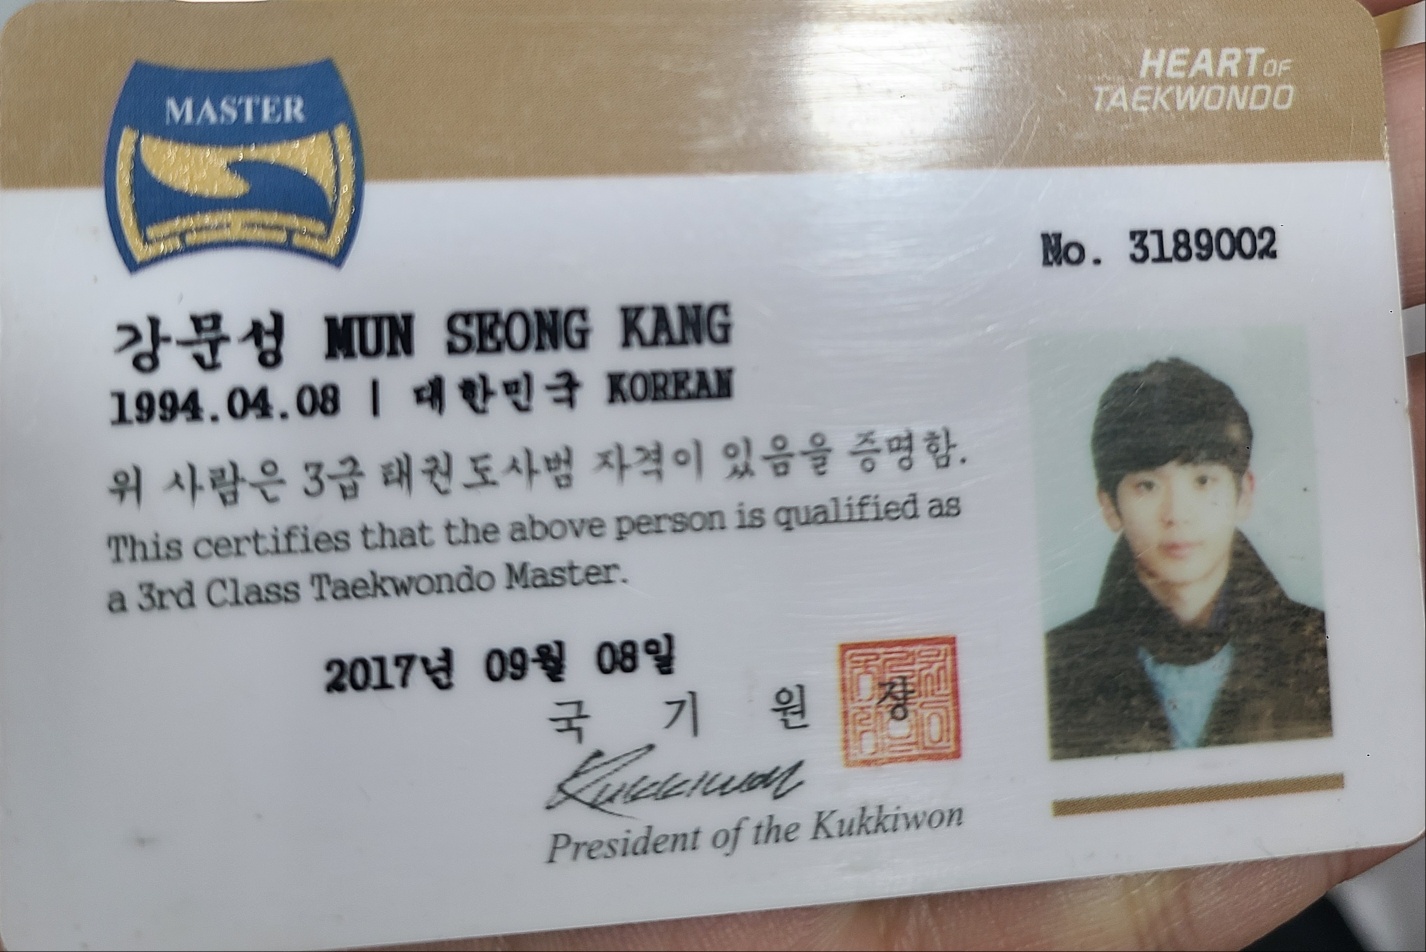 MASTER
HEART OF
TAEKWONDO
No. 3189002
강문성 MUN SEONG KANG
1994.04.08 | 대한민국 KOREAN
위 사람은 3급 태권도사범 자격이 있음을 증명함.
This certifies that the above person is qualified as
a 3rd Class Taekwondo Master.
2017년 09월 08일
국 기 원 장
Kukkiwon
President of the Kukkiwon